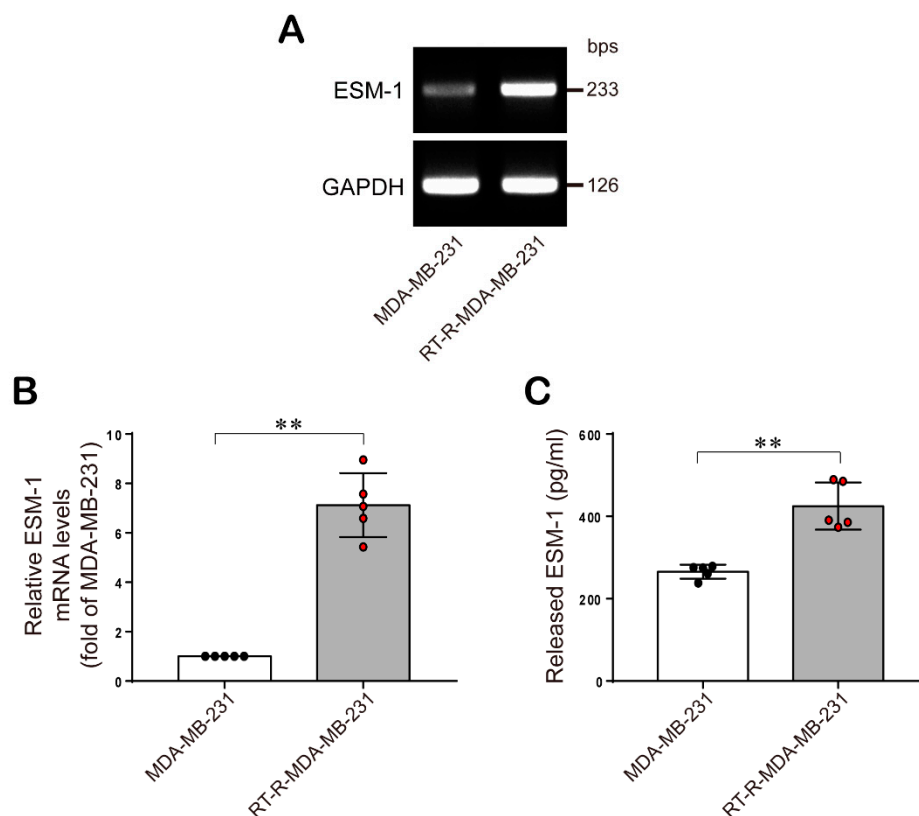 A
bps
ESM-1
233
GAPDH
126
MDA-MB-231
RT-R-MDA-MB-231
B
Relative ESM-1
mRNA levels
(fold of MDA-MB-231)
10
8
6
4
2
0
**
MDA-MB-231
RT-R-MDA-MB-231
C
Released ESM-1 (pg/ml)
600
400
200
0
**
MDA-MB-231
RT-R-MDA-MB-231